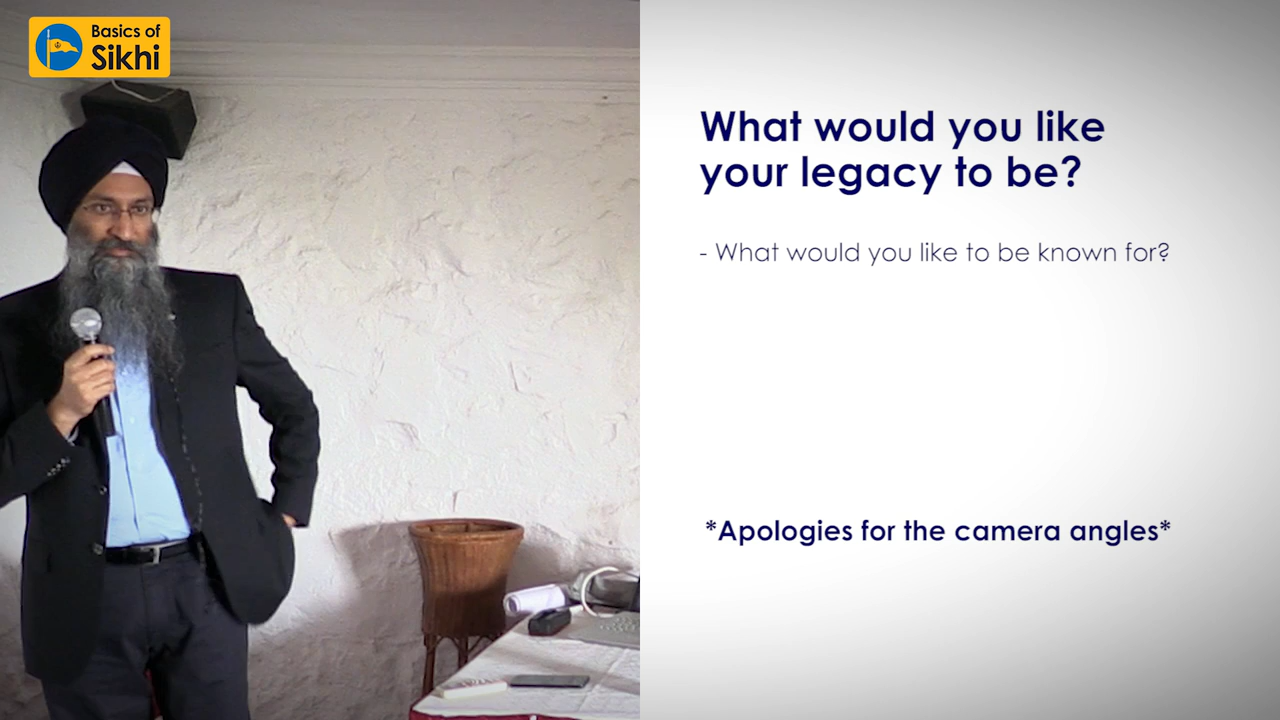 Basics of
Sikhi
What would you like
your legacy to be?
- What would you like to be known for?
*Apologies for the camera angles*